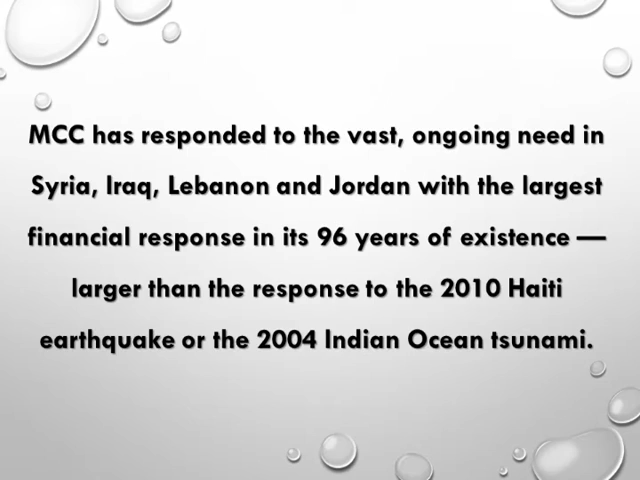 MCC has responded to the vast, ongoing need in
Syria, Iraq, Lebanon and Jordan with the largest
financial response in its 96 years of existence —
larger than the response to the 2010 Haiti
earthquake or the 2004 Indian Ocean tsunami.